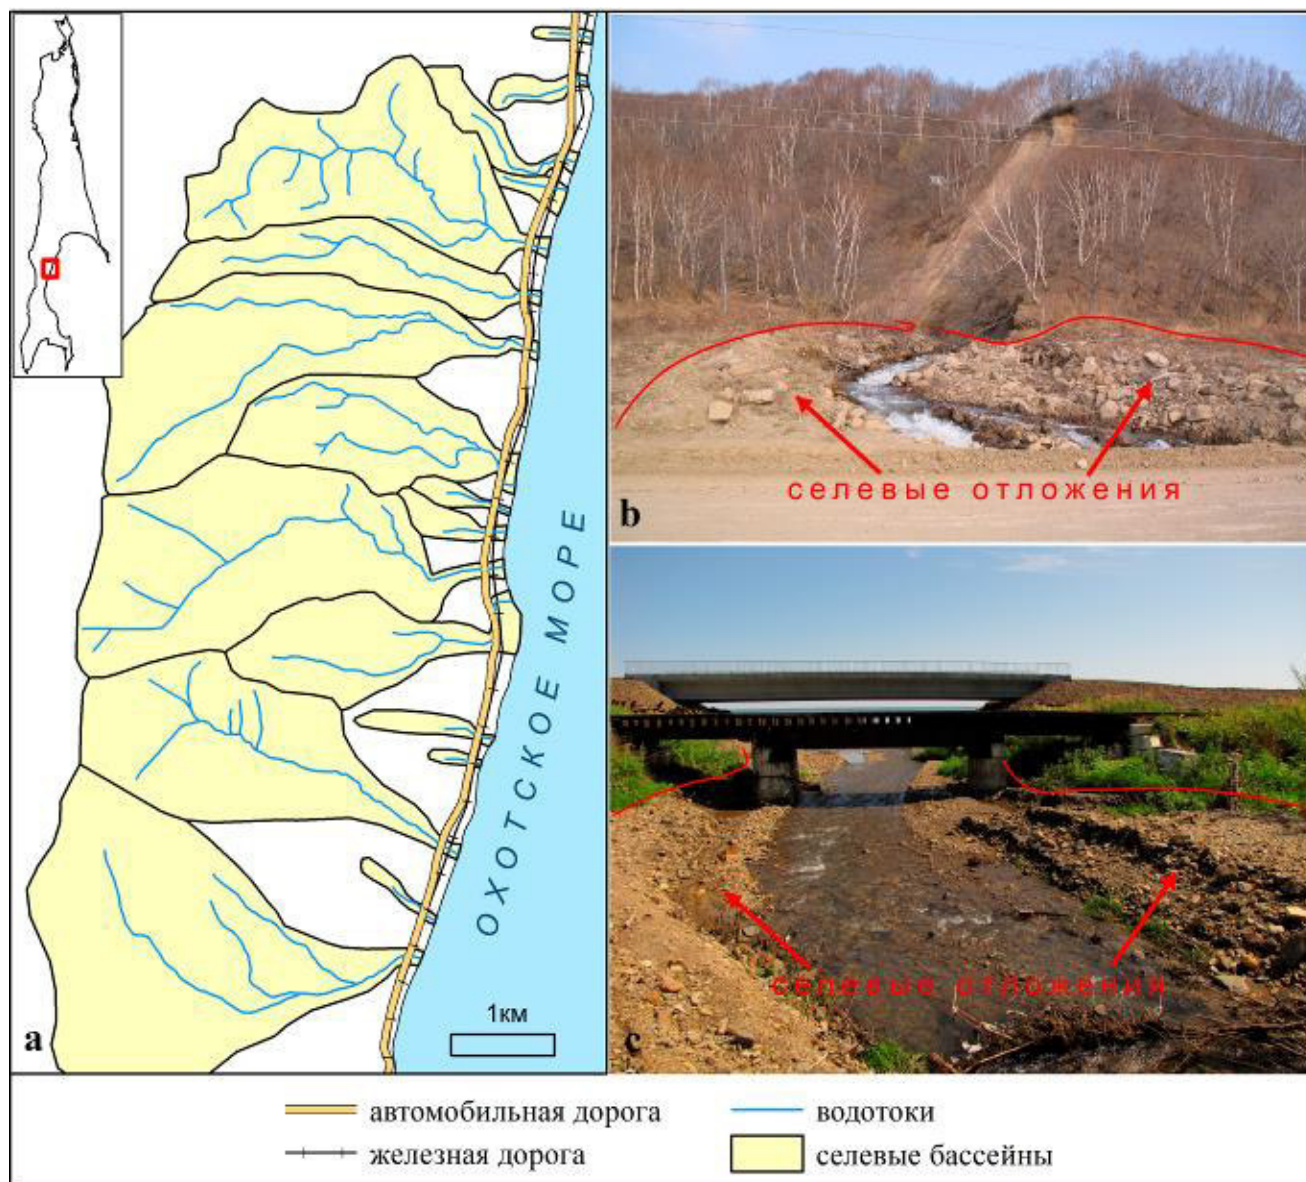 a
ОХОТСКОЕ МОРЕ
1км
b
селевые отложения
c
селевые отложения
автомобильная дорога
железная дорога
водотоки
селевые бассейны